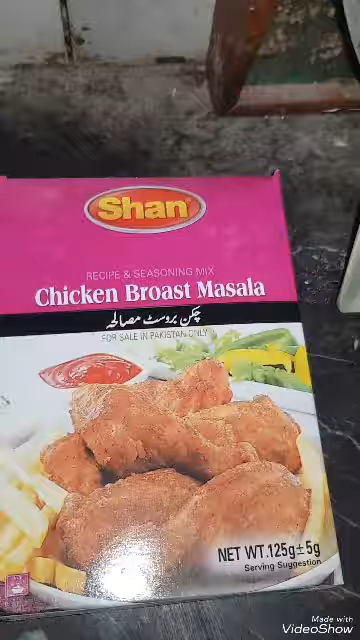 Shan
RECIPE & SEASONING MIX
Chicken Broast Masala
چکن بروسٹ مصالحہ
FOR SALE IN PAKISTAN ONLY
NET WT.125g±5g
Serving Suggestion
Made with
VideoShow